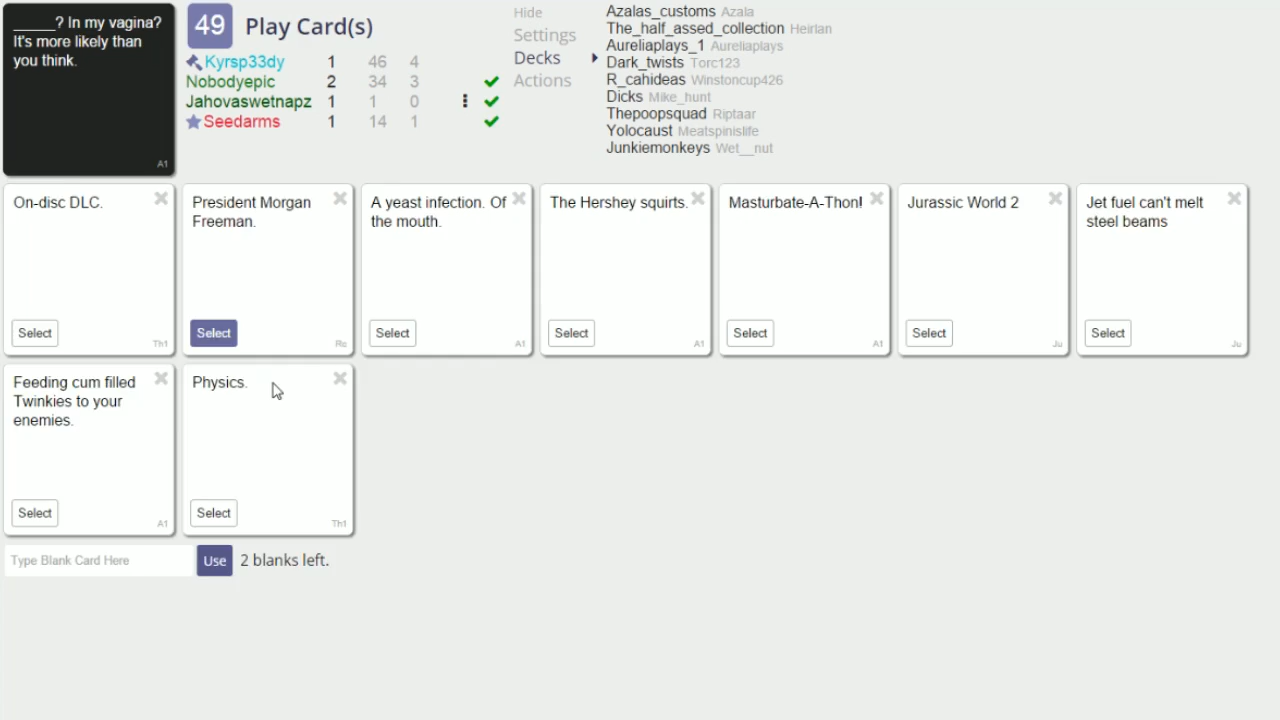 _____? In my vagina?
It's more likely than
you think.
A1
49 Play Card(s)
Kyrsp33dy 1 46 4
Nobodyepic 2 34 3
Jahovaswetnapz 1 1 0
Seedarms 1 14 1
Hide
Settings
Decks
Actions
Azalas_customs Azala
The_half_assed_collection Heirlan
Aureliaplays_1 Aureliaplays
Dark_twists Torc123
R_cahideas Winstoncup426
Dicks Mike_hunt
Thepoopsquad Riptaar
Yolocaust Meatspinislife
Junkiemonkeys Wet__nut
On-disc DLC.
Select
Th1
President Morgan
Freeman.
Select
Rc
A yeast infection. Of
the mouth.
Select
A1
The Hershey squirts.
Select
A1
Masturbate-A-Thon!
Select
A1
Jurassic World 2
Select
Ju
Jet fuel can't melt
steel beams
Select
Ju
Feeding cum filled
Twinkies to your
enemies.
Select
A1
Physics.
Select
Th1
Type Blank Card Here
Use
2 blanks left.